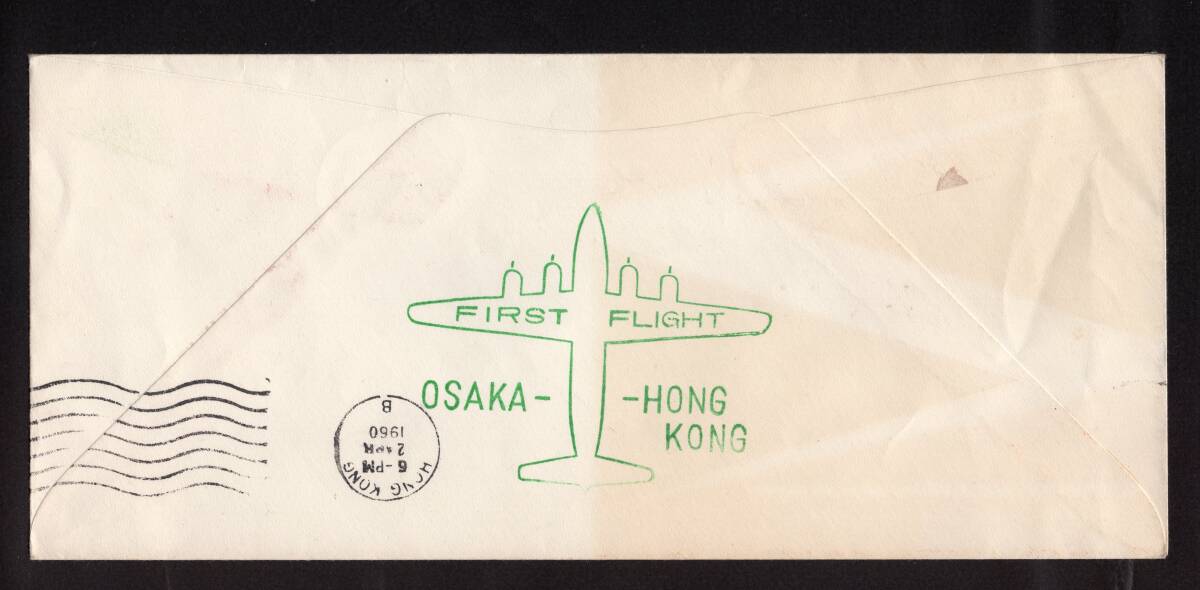 FIRST FLIGHT
OSAKA- -HONG
KONG
HONG KONG
6-PM
2 APR
1960
B